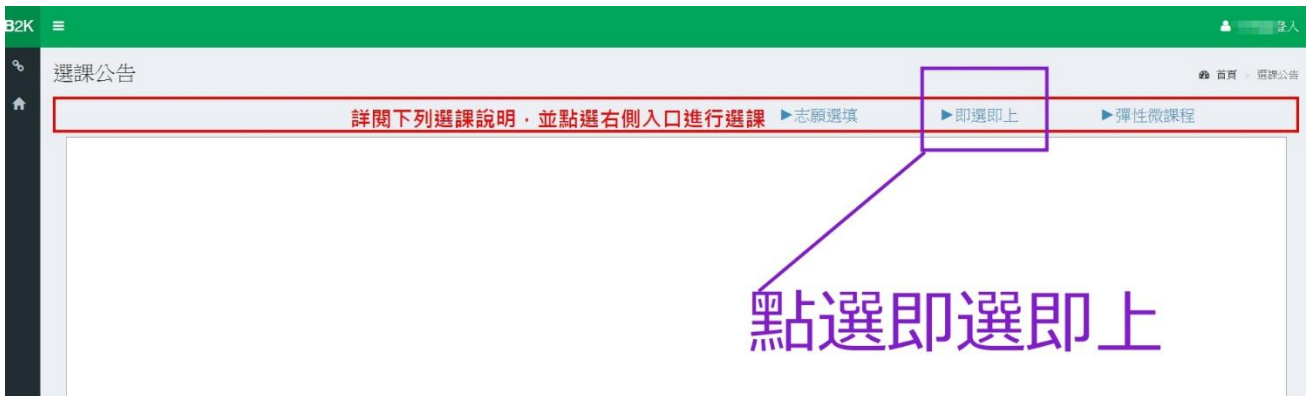 B2K
人
選課公告
首頁 > 選課公告
詳閱下列選課說明，並點選右側入口進行選課 ▶志願選填 ▶即選即上 ▶彈性微課程
點選即選即上